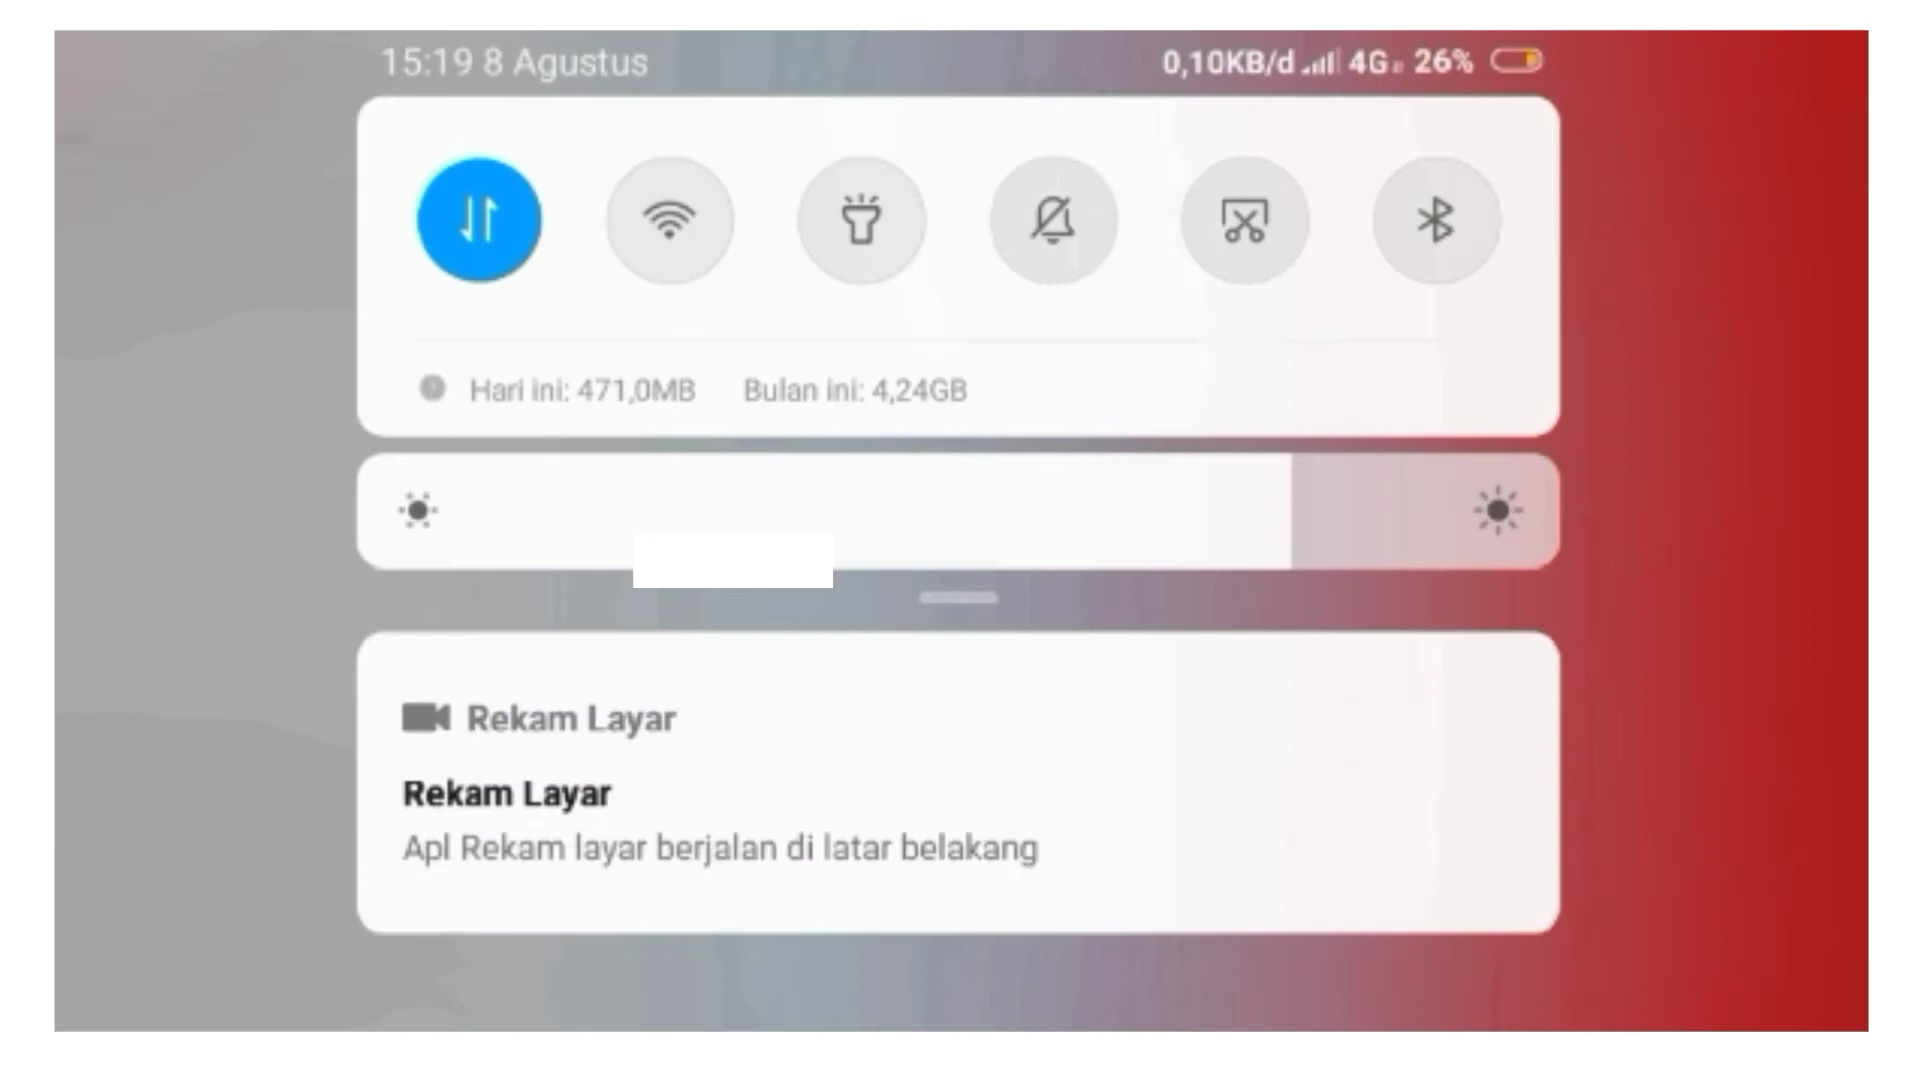 15:19 8 Agustus
0,10KB/d 4G 26%
Hari ini: 471,0MB Bulan ini: 4,24GB
Rekam Layar
Rekam Layar
Apl Rekam layar berjalan di latar belakang